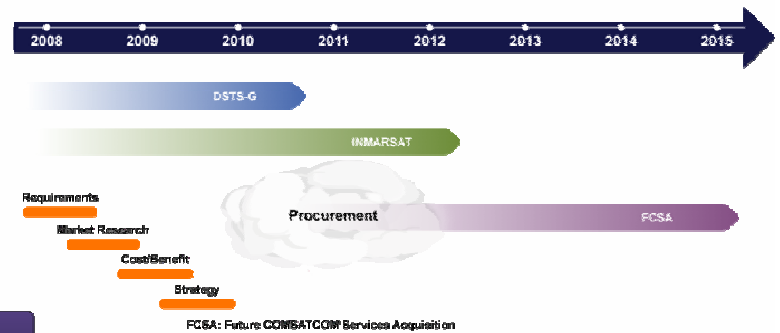 2008 2009 2010 2011 2012 2013 2014 2015
DSTS-G
INMARSAT
Requirements
Procurement
FCSA
Market Research
Cost/Benefit
Strategy
FCSA: Future COMSATCOM Services Acquisition